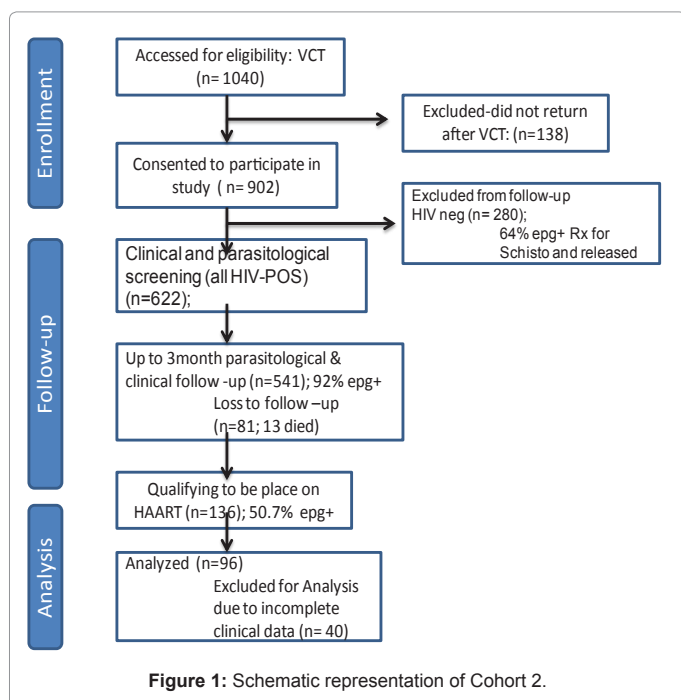 Enrollment
Accessed for eligibility: VCT
(n= 1040)
Excluded-did not return
after VCT: (n=138)
Consented to participate in
study ( n= 902)
Excluded from follow-up
HIV neg (n= 280);
64% epg+ Rx for
Schisto and released
Follow-up
Clinical and parasitological
screening (all HIV-POS)
(n=622);
Up to 3month parasitological &
clinical follow -up (n=541); 92% epg+
Loss to follow –up
(n=81; 13 died)
Qualifying to be place on
HAART (n=136); 50.7% epg+
Analysis
Analyzed (n=96)
Excluded for Analysis
due to incomplete
clinical data (n= 40)
Figure 1: Schematic representation of Cohort 2.